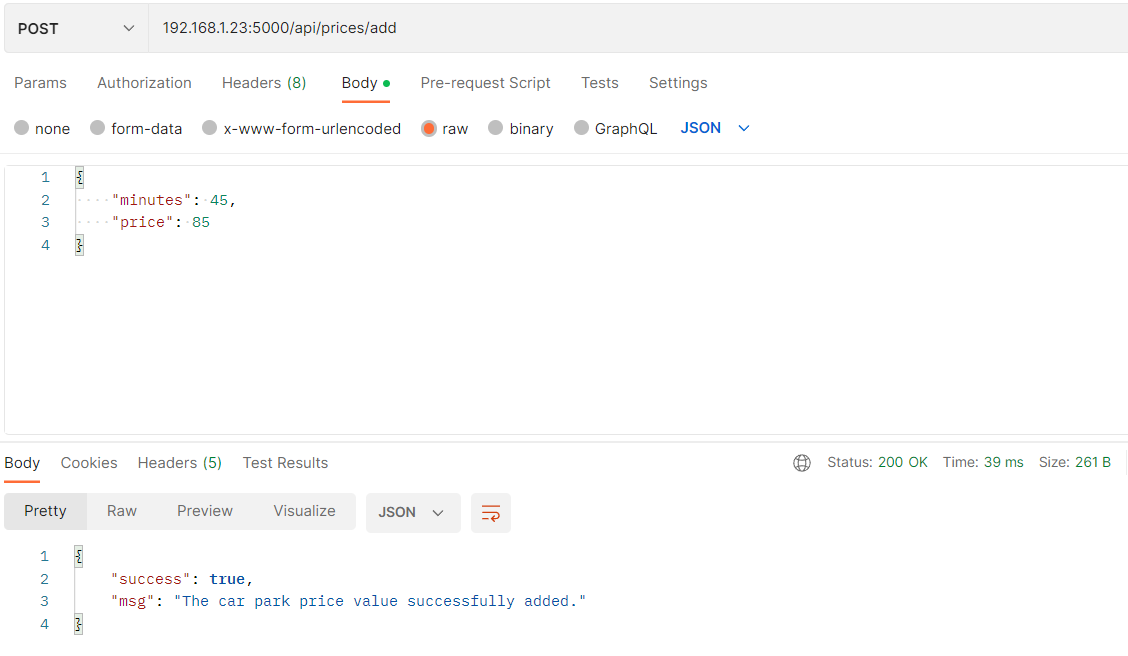 POST 192.168.1.23:5000/api/prices/add
Params Authorization Headers (8) Body Pre-request Script Tests Settings
none form-data x-www-form-urlencoded raw binary GraphQL JSON
1 {
2 "minutes": 45,
3 "price": 85
4 }
Body Cookies Headers (5) Test Results Status: 200 OK Time: 39 ms Size: 261 B
Pretty Raw Preview Visualize JSON
1 {
2 "success": true,
3 "msg": "The car park price value successfully added."
4 }